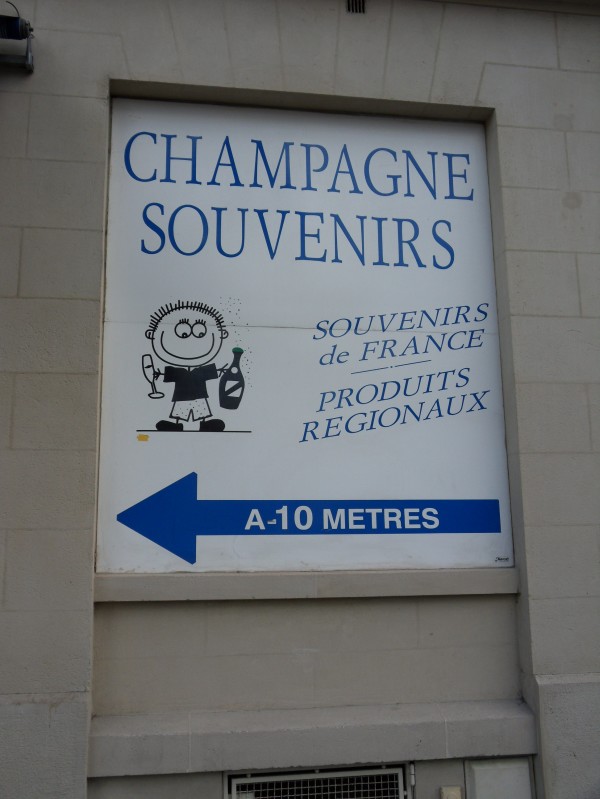 CHAMPAGNE
SOUVENIRS
SOUVENIRS
de FRANCE
PRODUITS
REGIONAUX
A-10 METRES